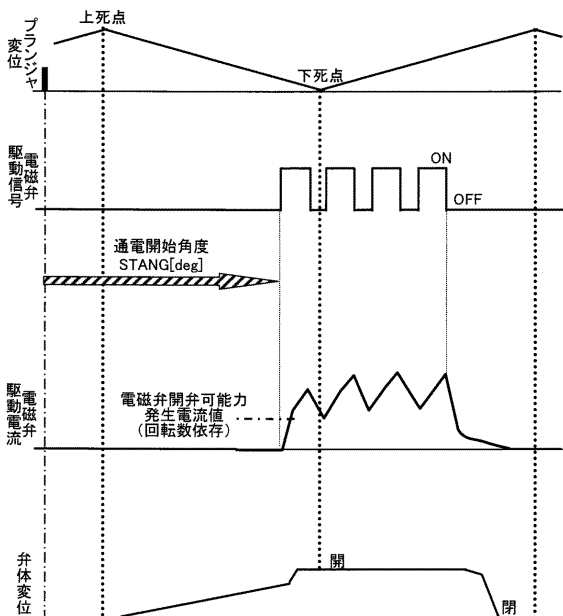 上死点
プランジャ
変位
下死点
電磁弁
駆動信号
ON
OFF
通電開始角度
STANG[deg]
電磁弁
駆動電流
電磁弁開弁可能力
発生電流値
(回転数依存)
弁体変位
開
閉